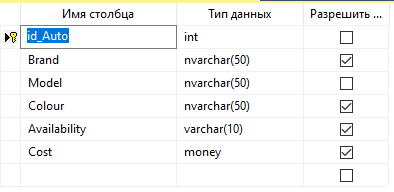 Имя столбца Тип данных Разрешить ...
id_Auto int
Brand nvarchar(50)
Model nvarchar(50)
Colour nvarchar(50)
Availability varchar(10)
Cost money